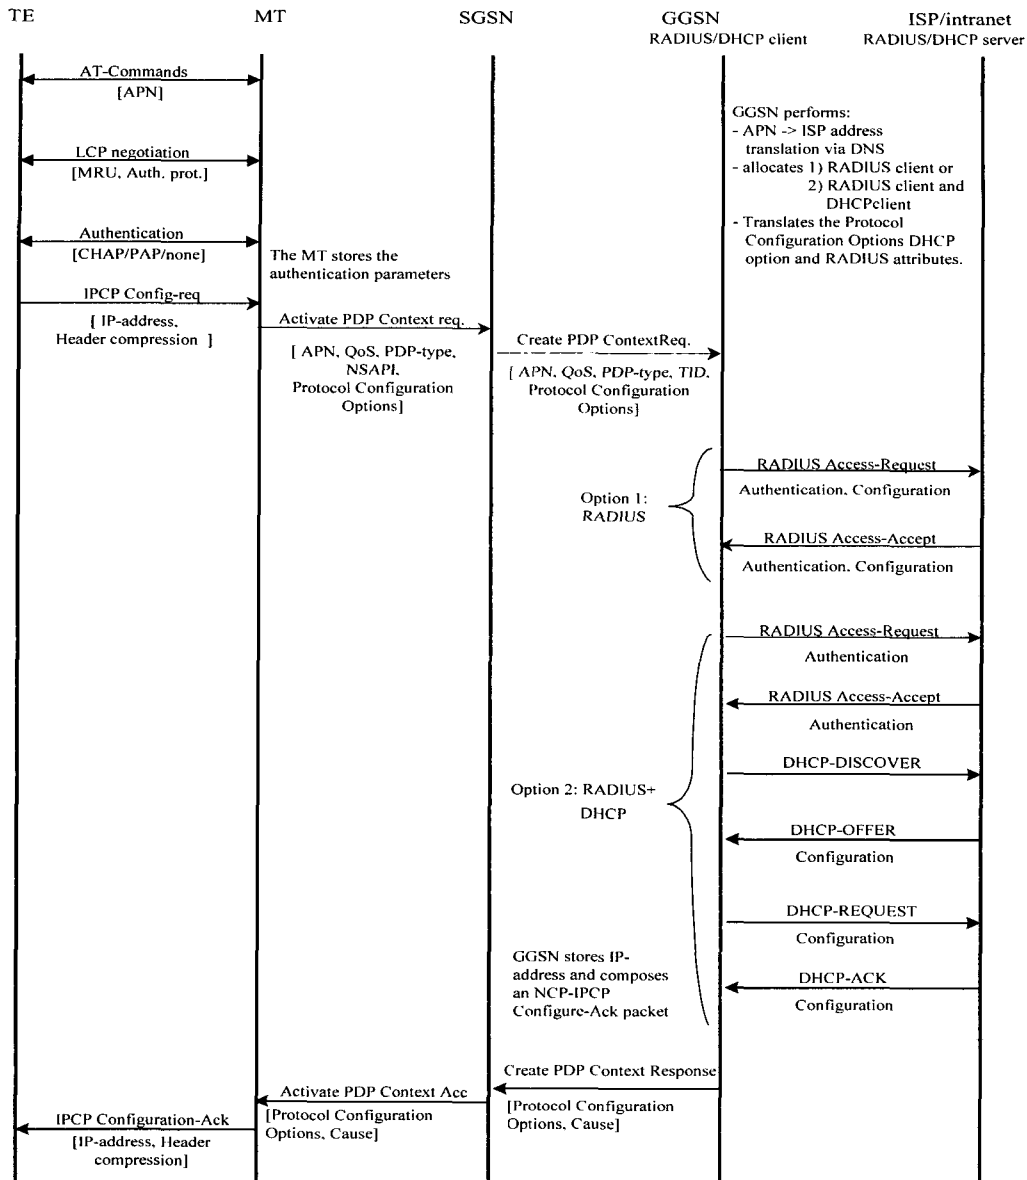 TE
MT
SGSN
GGSN
RADIUS/DHCP client
ISP/intranet
RADIUS/DHCP server
AT-Commands
[APN]
LCP negotiation
[MRU, Auth. prot.]
Authentication
[CHAP/PAP/none]
The MT stores the
authentication parameters
GGSN performs:
- APN -> ISP address
translation via DNS
- allocates 1) RADIUS client or
2) RADIUS client and
DHCPclient
- Translates the Protocol
Configuration Options DHCP
option and RADIUS attributes.
IPCP Config-req
[ IP-address,
Header compression ]
Activate PDP Context req.
[ APN, QoS, PDP-type,
NSAPI,
Protocol Configuration
Options]
Create PDP ContextReq.
[ APN, QoS, PDP-type, TID,
Protocol Configuration
Options]
Option 1:
RADIUS
RADIUS Access-Request
Authentication, Configuration
RADIUS Access-Accept
Authentication, Configuration
Option 2: RADIUS+
DHCP
RADIUS Access-Request
Authentication
RADIUS Access-Accept
Authentication
DHCP-DISCOVER
DHCP-OFFER
Configuration
DHCP-REQUEST
Configuration
DHCP-ACK
Configuration
GGSN stores IP-
address and composes
an NCP-IPCP
Configure-Ack packet
Create PDP Context Response
[Protocol Configuration
Options, Cause]
Activate PDP Context Acc
[Protocol Configuration
Options, Cause]
IPCP Configuration-Ack
[IP-address, Header
compression]